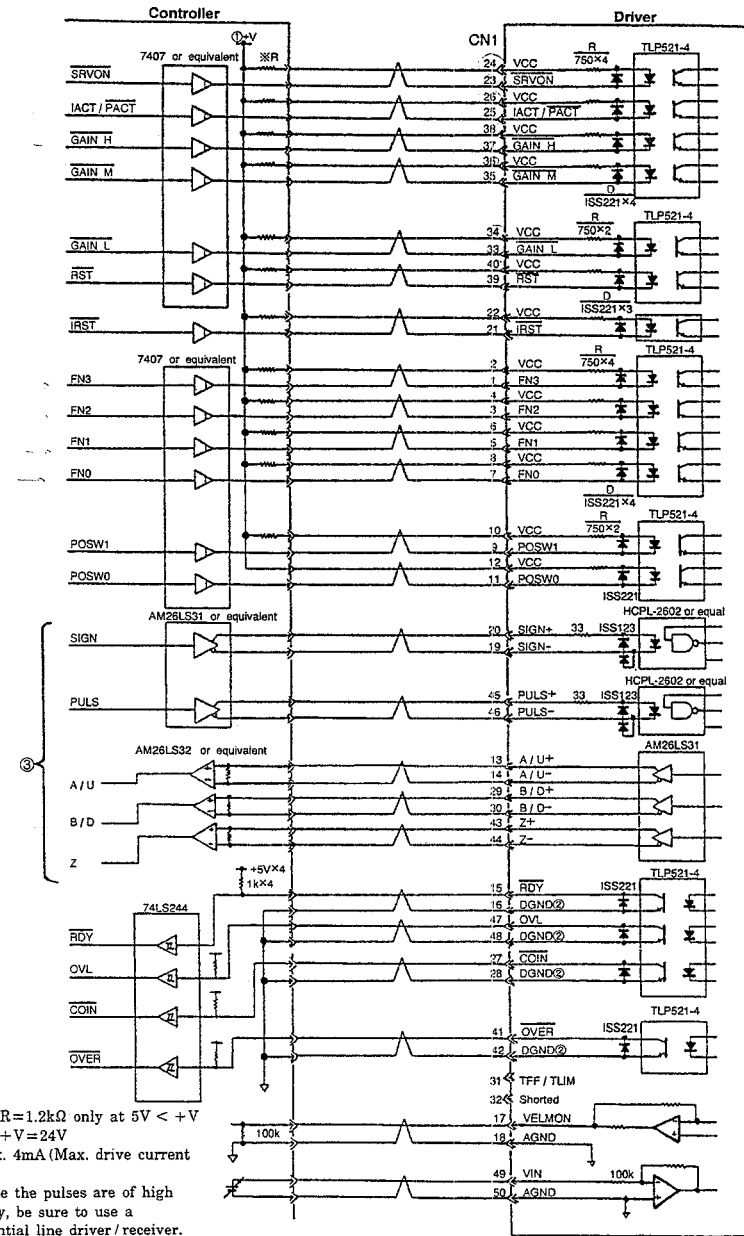 Controller Driver
①+V CN1
7407 or equivalent ※R R TLP521-4
24 VCC 750×4
SRVON 23 SRVON
26 VCC
IACT / PACT 25 IACT / PACT
38 VCC
GAIN H 37 GAIN H
36 VCC
GAIN M 35 GAIN M
D
ISS221×4
TLP521-4
34 VCC R
750×2
GAIN L 33 GAIN L
40 VCC
RST 39 RST
D
22 VCC ISS221×3
IRST 21 IRST
7407 or equivalent R TLP521-4
2 VCC 750×4
FN3 1 FN3
4 VCC
FN2 3 FN2
6 VCC
FN1 5 FN1
8 VCC
FN0 7 FN0
D
ISS221×4
R TLP521-4
10 VCC 750×2
POSW1 9 POSW1
12 VCC
POSW0 11 POSW0
ISS221
AM26LS31 or equivalent HCPL-2602 or equal
SIGN 20 SIGN+ 33 ISS123
19 SIGN-
HCPL-2602 or equal
PULS 45 PULS+ 33 ISS123
46 PULS-
③
AM26LS32 or equivalent AM26LS31
13 A / U+
A / U 14 A / U-
29 B / D+
B / D 30 B / D-
43 Z+
Z 44 Z-
+5V×4
1k×4 TLP521-4
74LS244 15 RDY ISS221
16 DGND②
RDY 47 OVL
48 DGND②
OVL 27 COIN
28 DGND②
COIN
TLP521-4
41 OVER ISS221
OVER 42 DGND②
31 TFF / TLIM
32 Shorted
R=1.2kΩ only at 5V < +V 17 VELMON
+V=24V 100k 18 AGND
. 4mA(Max. drive current
49 VIN 100k
e the pulses are of high 50 AGND
y, be sure to use a
ntial line driver / receiver.